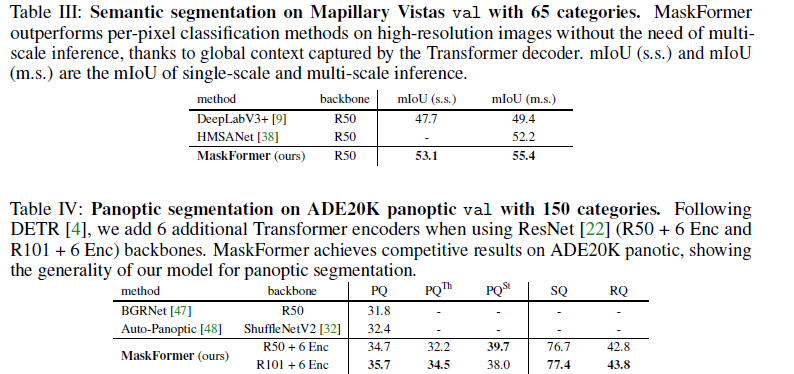 Table III: Semantic segmentation on Mapillary Vistas val with 65 categories. MaskFormer
outperforms per-pixel classification methods on high-resolution images without the need of multi-
scale inference, thanks to global context captured by the Transformer decoder. mIoU (s.s.) and mIoU
(m.s.) are the mIoU of single-scale and multi-scale inference.
method backbone mIoU (s.s.) mIoU (m.s.)
DeepLabV3+ [9] R50 47.7 49.4
HMSANet [38] R50 - 52.2
MaskFormer (ours) R50 53.1 55.4
Table IV: Panoptic segmentation on ADE20K panoptic val with 150 categories. Following
DETR [4], we add 6 additional Transformer encoders when using ResNet [22] (R50 + 6 Enc and
R101 + 6 Enc) backbones. MaskFormer achieves competitive results on ADE20K panotic, showing
the generality of our model for panoptic segmentation.
method backbone PQ PQTh PQSt SQ RQ
BGRNet [47] R50 31.8 - - - -
Auto-Panoptic [48] ShuffleNetV2 [32] 32.4 - - - -
MaskFormer (ours) R50 + 6 Enc 34.7 32.2 39.7 76.7 42.8
R101 + 6 Enc 35.7 34.5 38.0 77.4 43.8